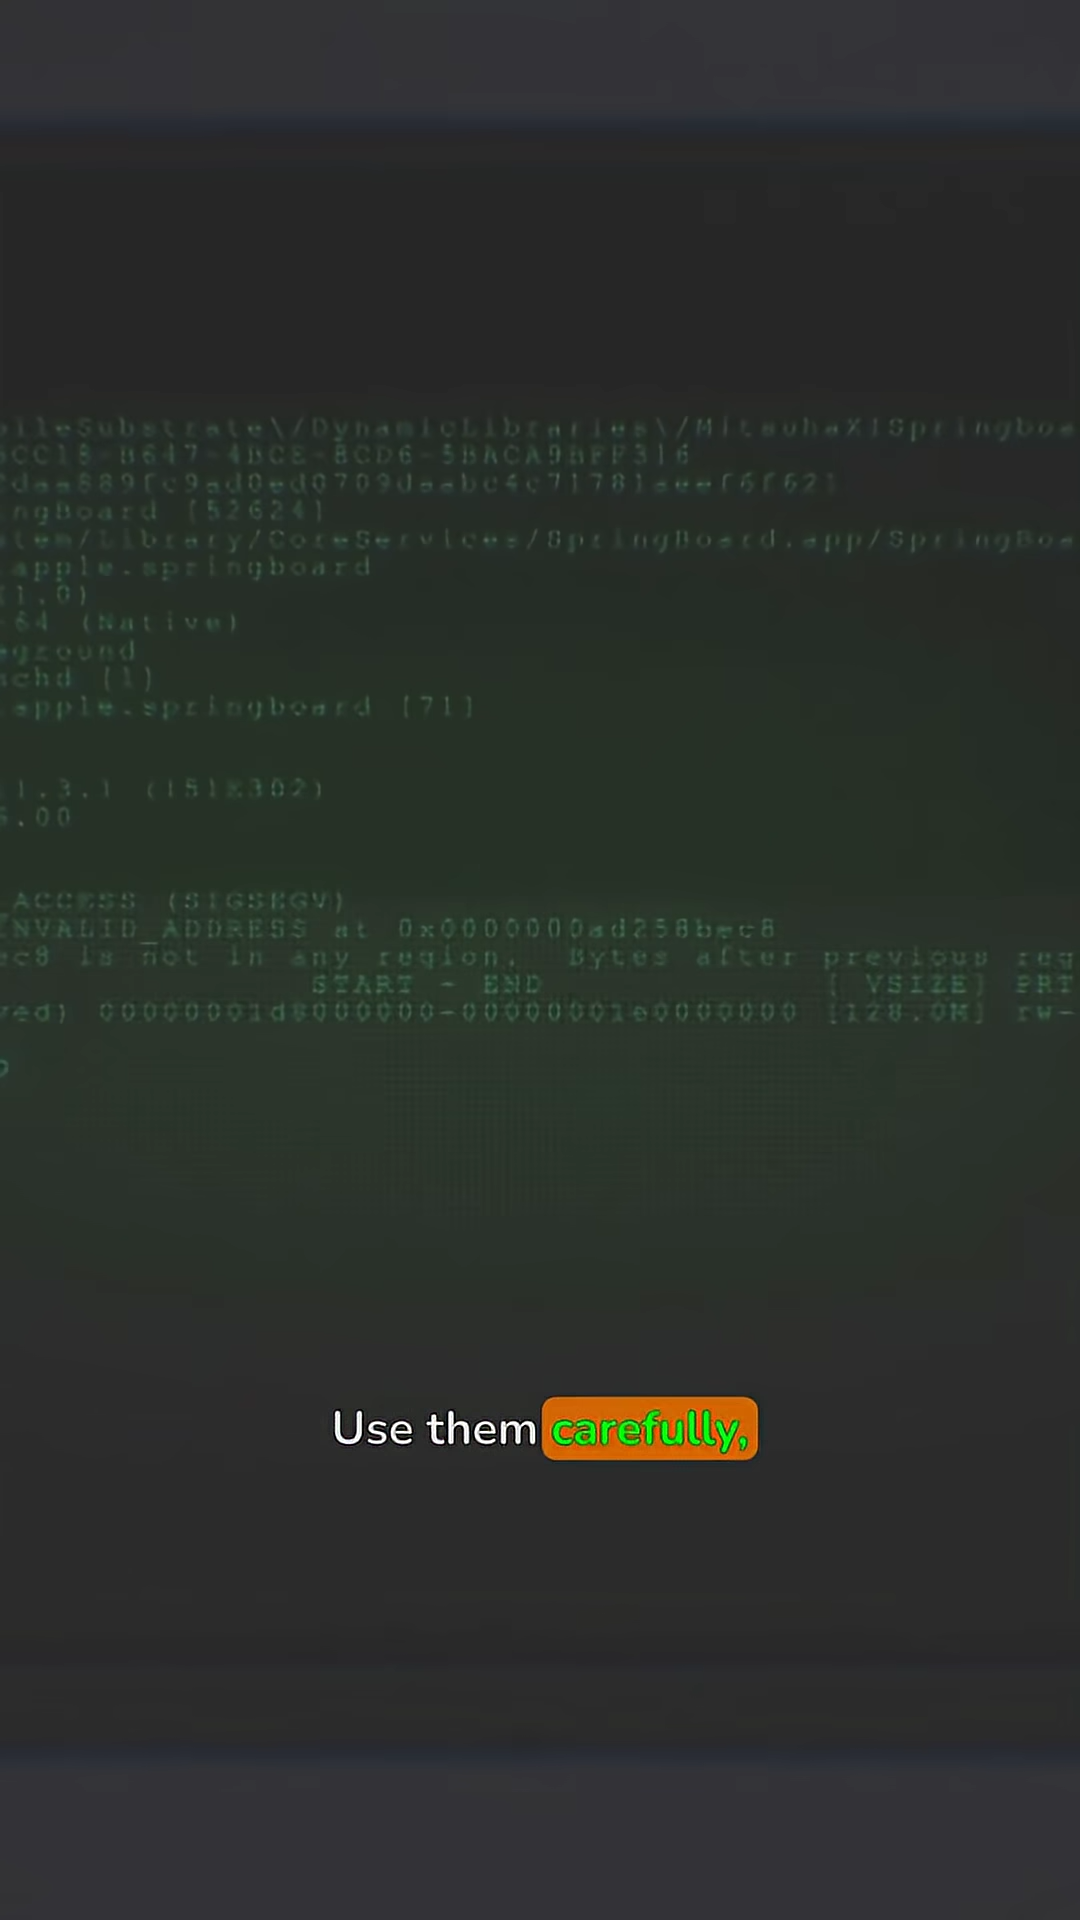 ileSubstrate\/DynamicLibraries\/MitsuhaXISpringboa
CC18-B647-4BCE-8CD6-5BACA9BFF316
daa889fc9ad0ed0709daabc4c71781aeef6f62]
ngBoard [52624]
tem/Library/CoreServices/SpringBoard.app/SpringBoa
apple.springboard
(1.0)
64 (Native)
eground
chd [1]
.apple.springboard [71]
1.3.1 (15E302)
.00
_ACCESS (SIGSEGV)
INVALID_ADDRESS at 0x0000000ad258bec8
ec8 is not in any region. Bytes after previous reg
START - END [ VSIZE] PRT
ved) 00000001d8000000-00000001e0000000 [128.0M] rw-
Use them carefully,